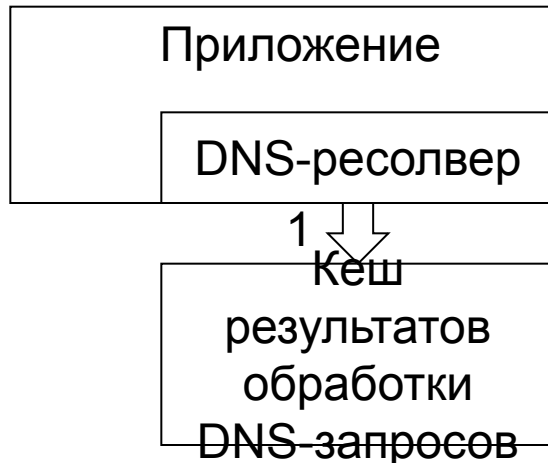 Приложение
DNS-ресолвер
1
Кеш
результатов
обработки
DNS-запросов